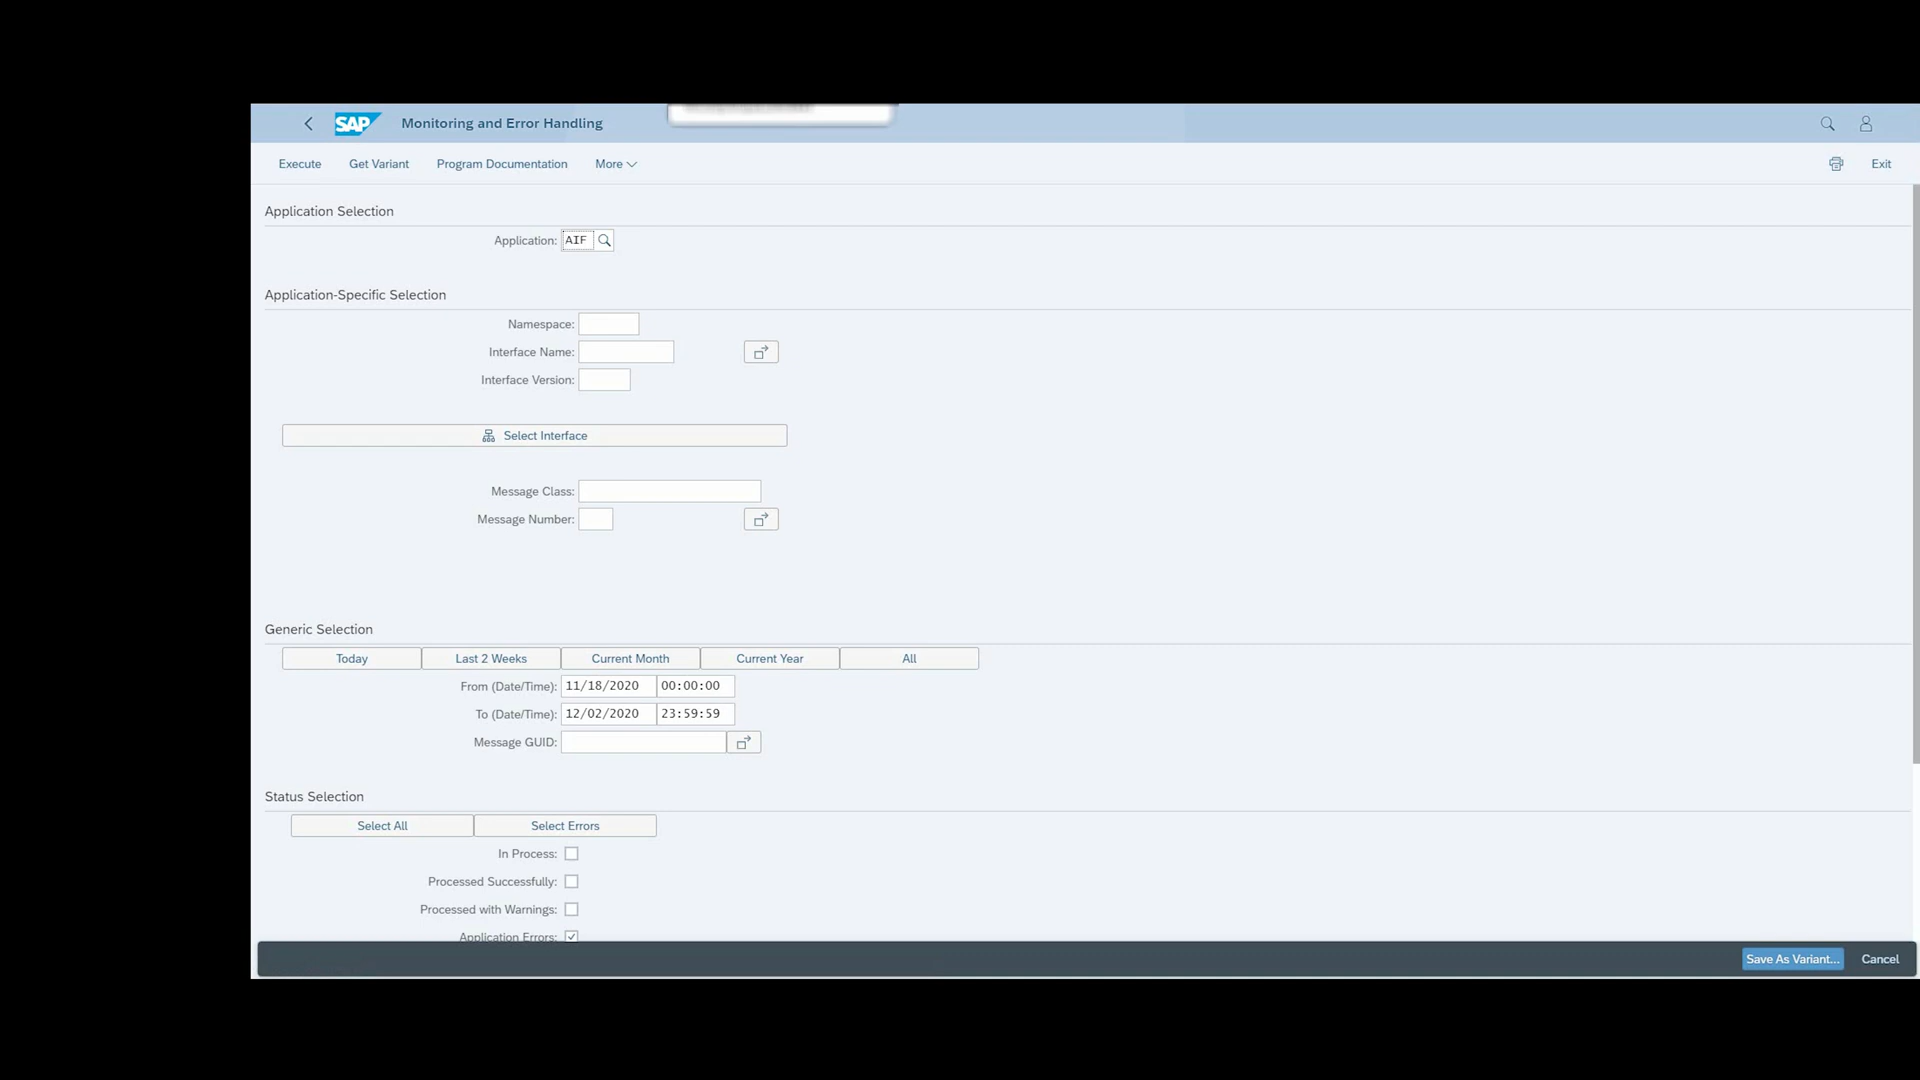 SAP Monitoring and Error Handling
Execute Get Variant Program Documentation More Exit
Application Selection
Application: AIF
Application-Specific Selection
Namespace:
Interface Name:
Interface Version:
Select Interface
Message Class:
Message Number:
Generic Selection
Today Last 2 Weeks Current Month Current Year All
From (Date/Time): 11/18/2020 00:00:00
To (Date/Time): 12/02/2020 23:59:59
Message GUID:
Status Selection
Select All Select Errors
In Process:
Processed Successfully:
Processed with Warnings:
Application Errors:
Save As Variant... Cancel